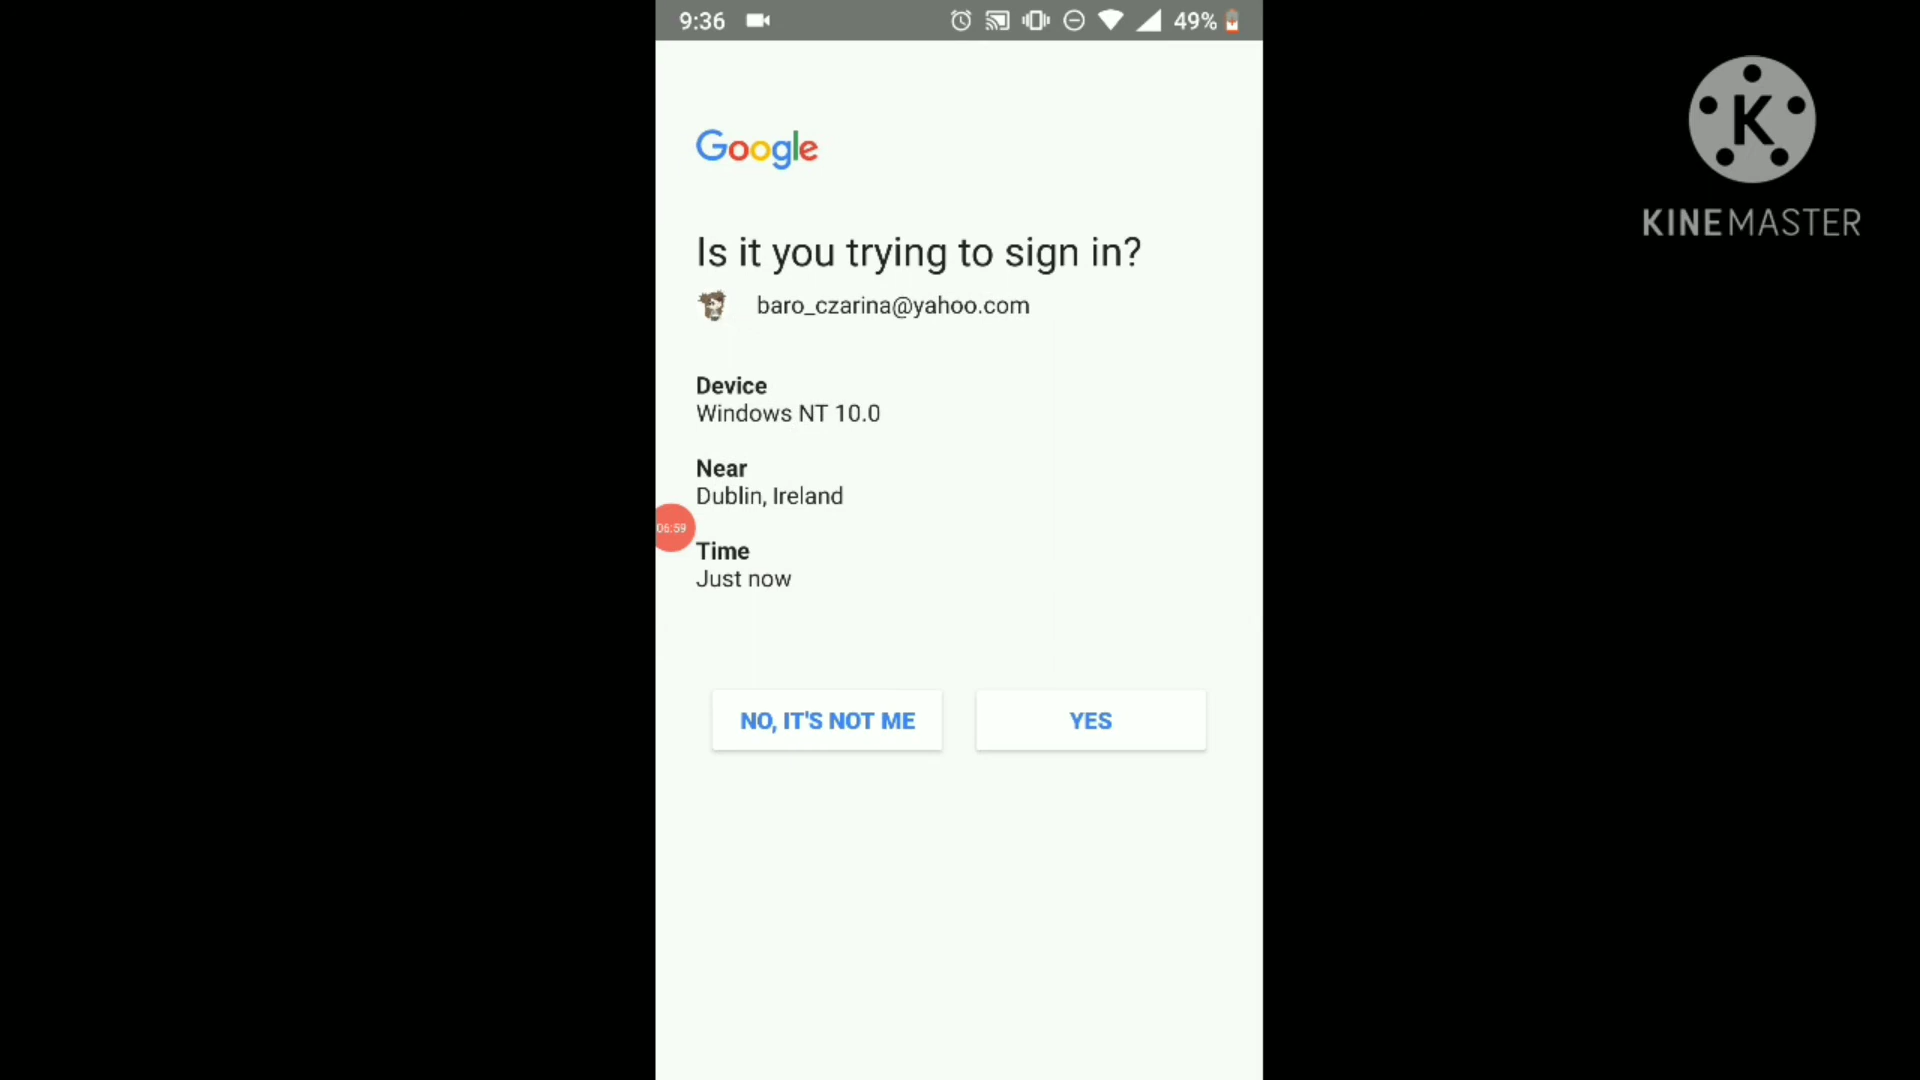 9:36
49%
Google
Is it you trying to sign in?
baro_czarina@yahoo.com
Device
Windows NT 10.0
Near
Dublin, Ireland
06:59
Time
Just now
NO, IT'S NOT ME
YES
K
KINEMASTER